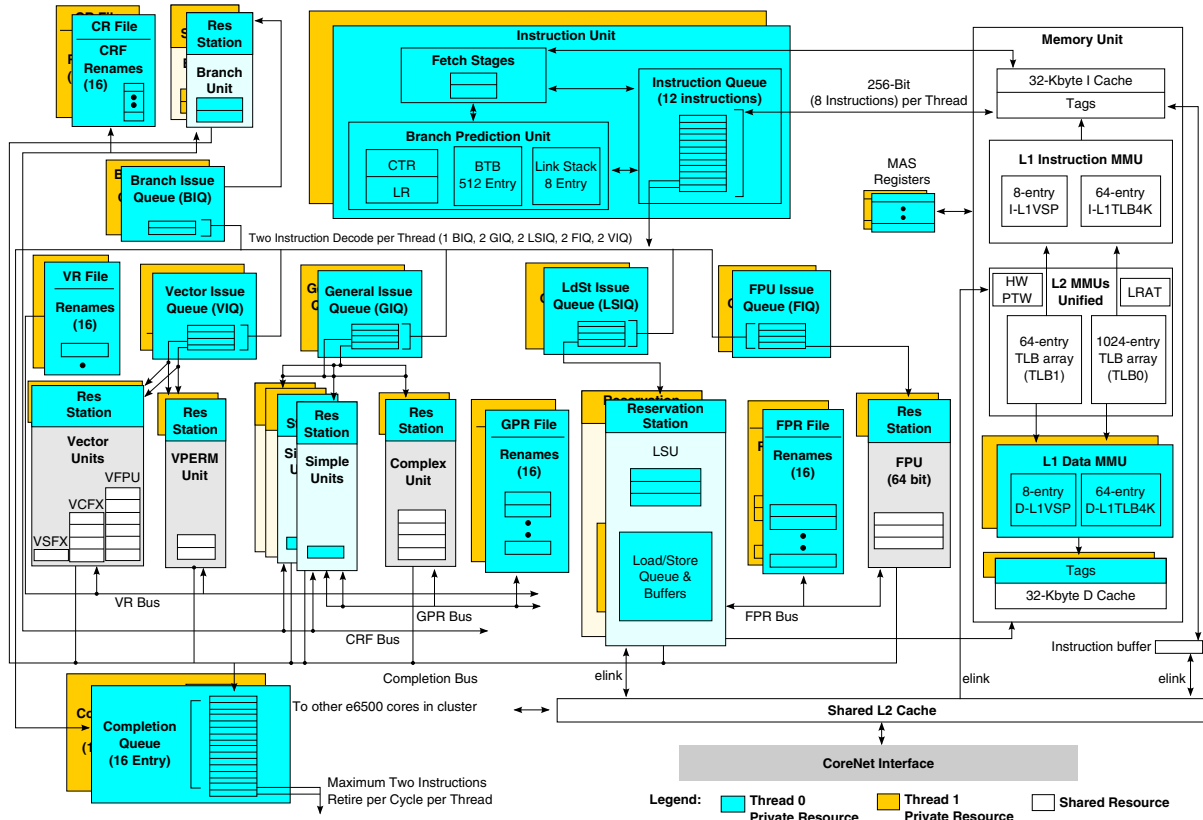 CR File
CRF
Renames
(16)
Res
Station
Branch
Unit
Branch Issue
Queue (BIQ)
Instruction Unit
Fetch Stages
Instruction Queue
(12 instructions)
Branch Prediction Unit
CTR
LR
BTB
512 Entry
Link Stack
8 Entry
256-Bit
(8 Instructions) per Thread
Memory Unit
32-Kbyte I Cache
Tags
L1 Instruction MMU
8-entry
I-L1VSP
64-entry
I-L1TLB4K
MAS
Registers
Two Instruction Decode per Thread (1 BIQ, 2 GIQ, 2 LSIQ, 2 FIQ, 2 VIQ)
VR File
Renames
(16)
Vector Issue
Queue (VIQ)
General Issue
Queue (GIQ)
LdSt Issue
Queue (LSIQ)
FPU Issue
Queue (FIQ)
HW
PTW
L2 MMUs
Unified
LRAT
64-entry
TLB array
(TLB1)
1024-entry
TLB array
(TLB0)
Res
Station
Vector
Units
VFPU
VCFX
VSFX
Res
Station
VPERM
Unit
Res
Station
Simple
Units
Res
Station
Complex
Unit
GPR File
Renames
(16)
Reservation
Reservation
Station
LSU
Load/Store
Queue &
Buffers
FPR File
Renames
(16)
Res
Station
FPU
(64 bit)
L1 Data MMU
8-entry
D-L1VSP
64-entry
D-L1TLB4K
Tags
32-Kbyte D Cache
VR Bus
GPR Bus
CRF Bus
FPR Bus
Completion Bus
elink
elink
elink
Instruction buffer
Completion
Queue
(16 Entry)
To other e6500 cores in cluster
Shared L2 Cache
CoreNet Interface
Maximum Two Instructions
Retire per Cycle per Thread
Legend:
Thread 0
Private Resource
Thread 1
Private Resource
Shared Resource